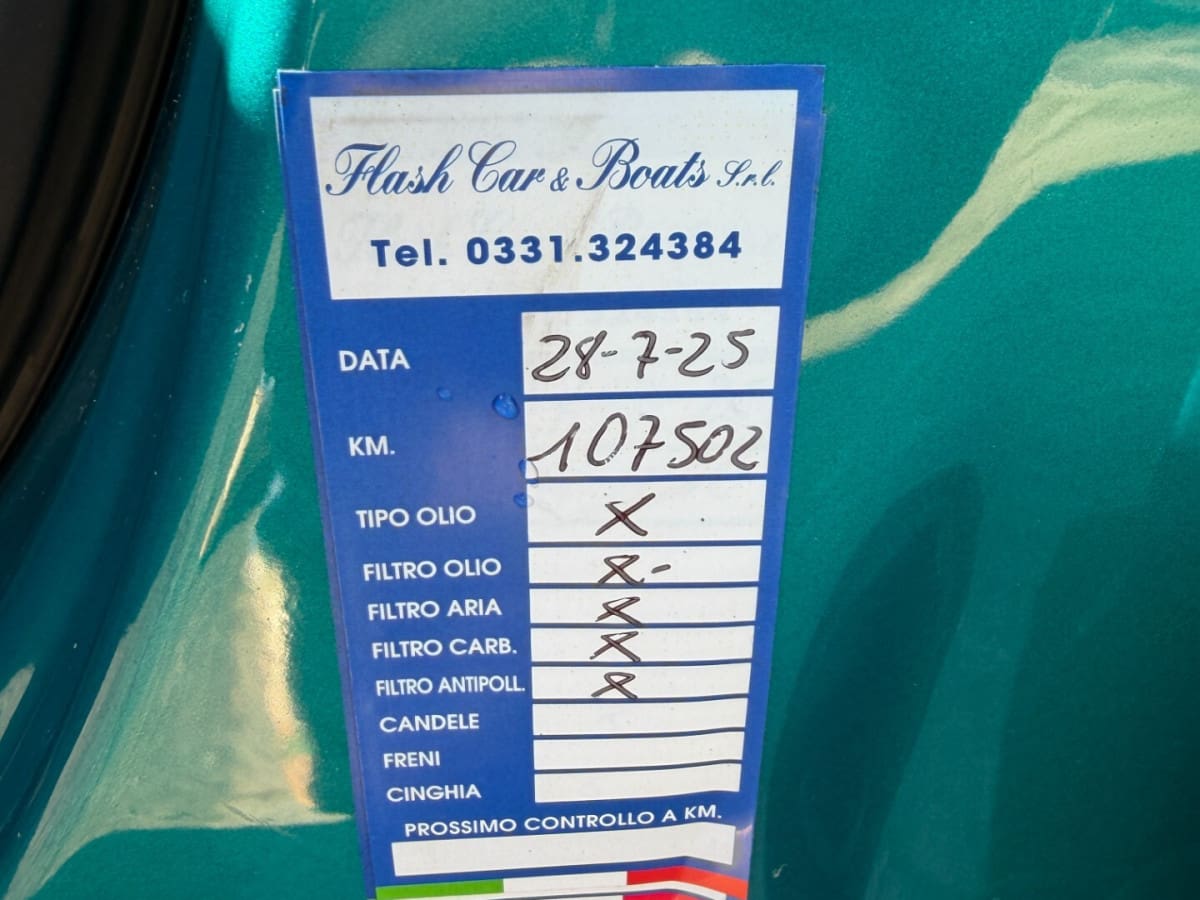 Flash Car & Boats S.r.l.
Tel. 0331.324384
DATA 28-7-25
KM. 107502
TIPO OLIO X
FILTRO OLIO X-
FILTRO ARIA X
FILTRO CARB. X
FILTRO ANTIPOLL. X
CANDELE
FRENI
CINGHIA
PROSSIMO CONTROLLO A KM.